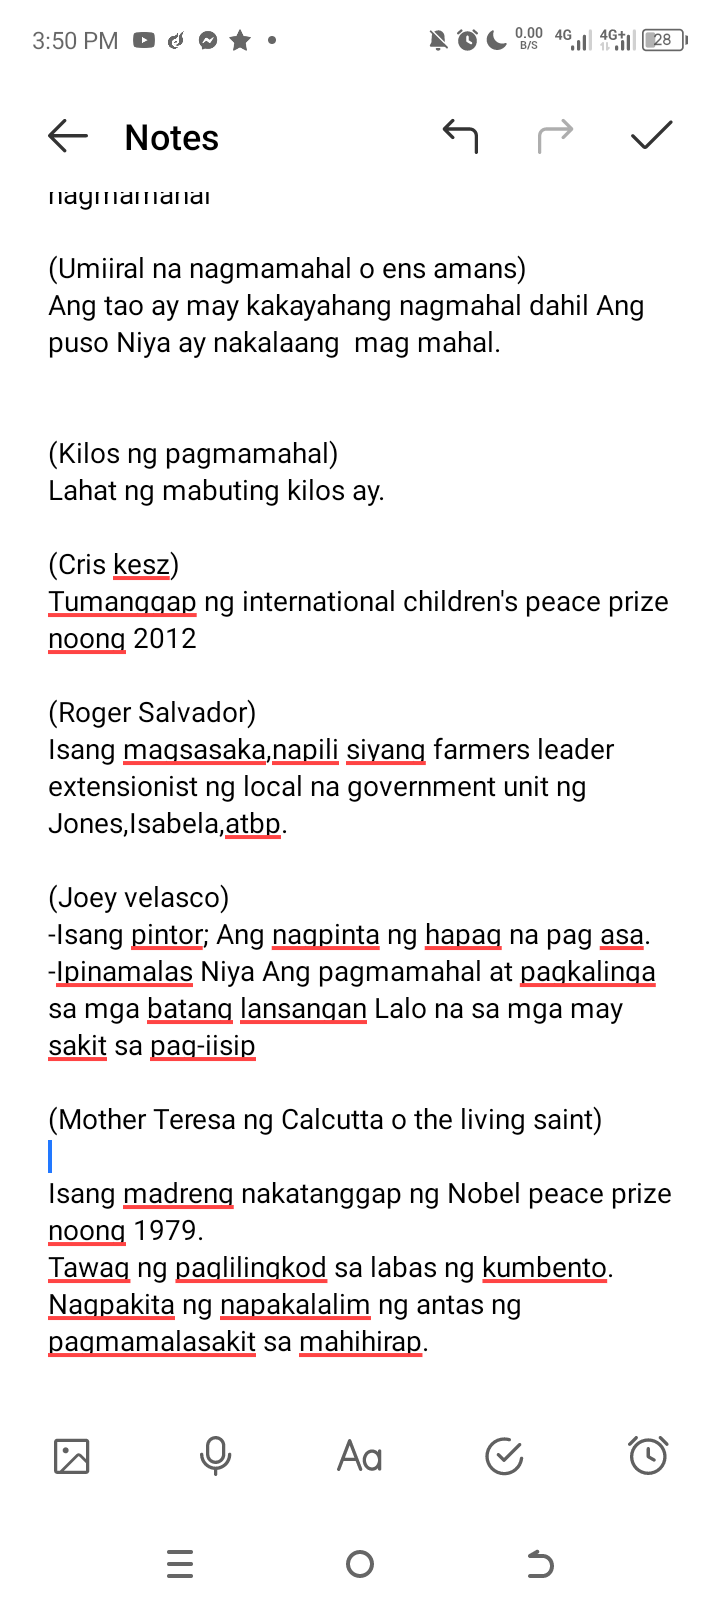 3:50 PM
0.00
B/S
4G
4G+
28
Notes
nagmamahal
(Umiiral na nagmamahal o ens amans)
Ang tao ay may kakayahang nagmahal dahil Ang
puso Niya ay nakalaang  mag mahal.
(Kilos ng pagmamahal)
Lahat ng mabuting kilos ay.
(Cris kesz)
Tumanggap ng international children's peace prize
noong 2012
(Roger Salvador)
Isang magsasaka,napili siyang farmers leader
extensionist ng local na government unit ng
Jones,Isabela,atbp.
(Joey velasco)
-Isang pintor; Ang nagpinta ng hapag na pag asa.
-Ipinamalas Niya Ang pagmamahal at pagkalinga
sa mga batang lansangan Lalo na sa mga may
sakit sa pag-iisip
(Mother Teresa ng Calcutta o the living saint)
Isang madreng nakatanggap ng Nobel peace prize
noong 1979.
Tawag ng paglilingkod sa labas ng kumbento.
Nagpakita ng napakalalim ng antas ng
pagmamalasakit sa mahihirap.
Aa